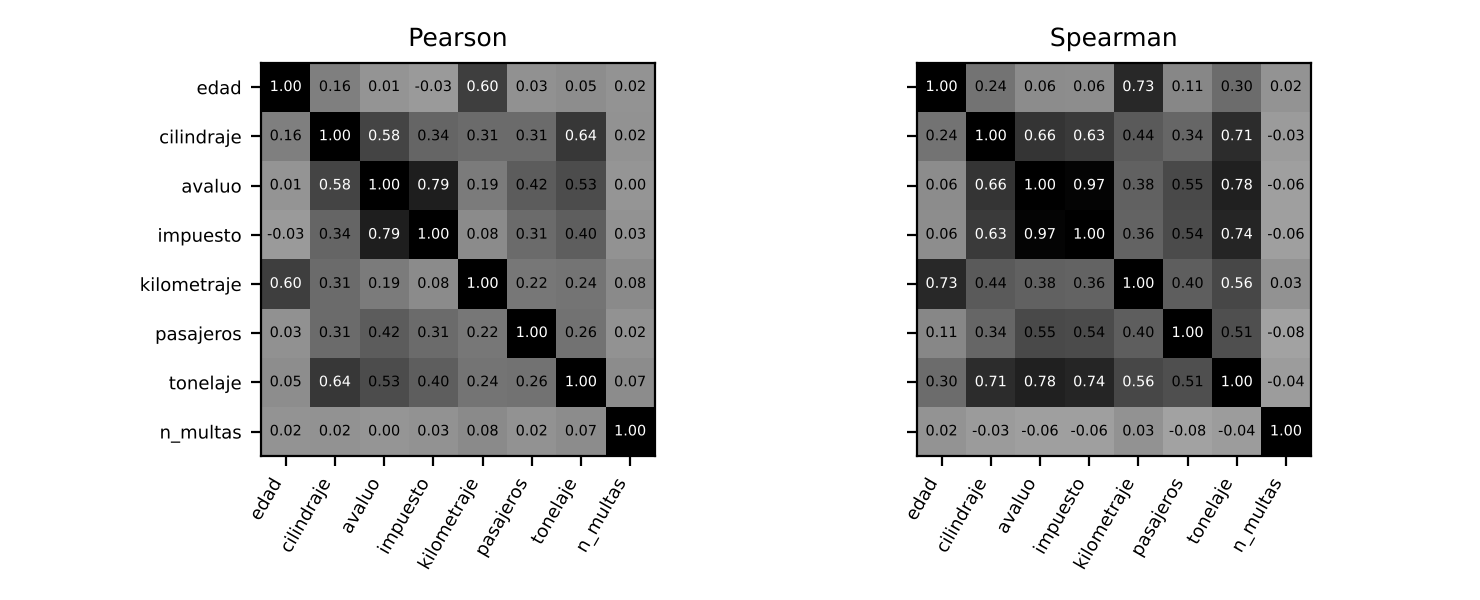 Pearson
edad 1.00 0.16 0.01 -0.03 0.60 0.03 0.05 0.02
cilindraje 0.16 1.00 0.58 0.34 0.31 0.31 0.64 0.02
avaluo 0.01 0.58 1.00 0.79 0.19 0.42 0.53 0.00
impuesto -0.03 0.34 0.79 1.00 0.08 0.31 0.40 0.03
kilometraje 0.60 0.31 0.19 0.08 1.00 0.22 0.24 0.08
pasajeros 0.03 0.31 0.42 0.31 0.22 1.00 0.26 0.02
tonelaje 0.05 0.64 0.53 0.40 0.24 0.26 1.00 0.07
n_multas 0.02 0.02 0.00 0.03 0.08 0.02 0.07 1.00
edad cilindraje avaluo impuesto kilometraje pasajeros tonelaje n_multas
Spearman
1.00 0.24 0.06 0.06 0.73 0.11 0.30 0.02
0.24 1.00 0.66 0.63 0.44 0.34 0.71 -0.03
0.06 0.66 1.00 0.97 0.38 0.55 0.78 -0.06
0.06 0.63 0.97 1.00 0.36 0.54 0.74 -0.06
0.73 0.44 0.38 0.36 1.00 0.40 0.56 0.03
0.11 0.34 0.55 0.54 0.40 1.00 0.51 -0.08
0.30 0.71 0.78 0.74 0.56 0.51 1.00 -0.04
0.02 -0.03 -0.06 -0.06 0.03 -0.08 -0.04 1.00
edad cilindraje avaluo impuesto kilometraje pasajeros tonelaje n_multas